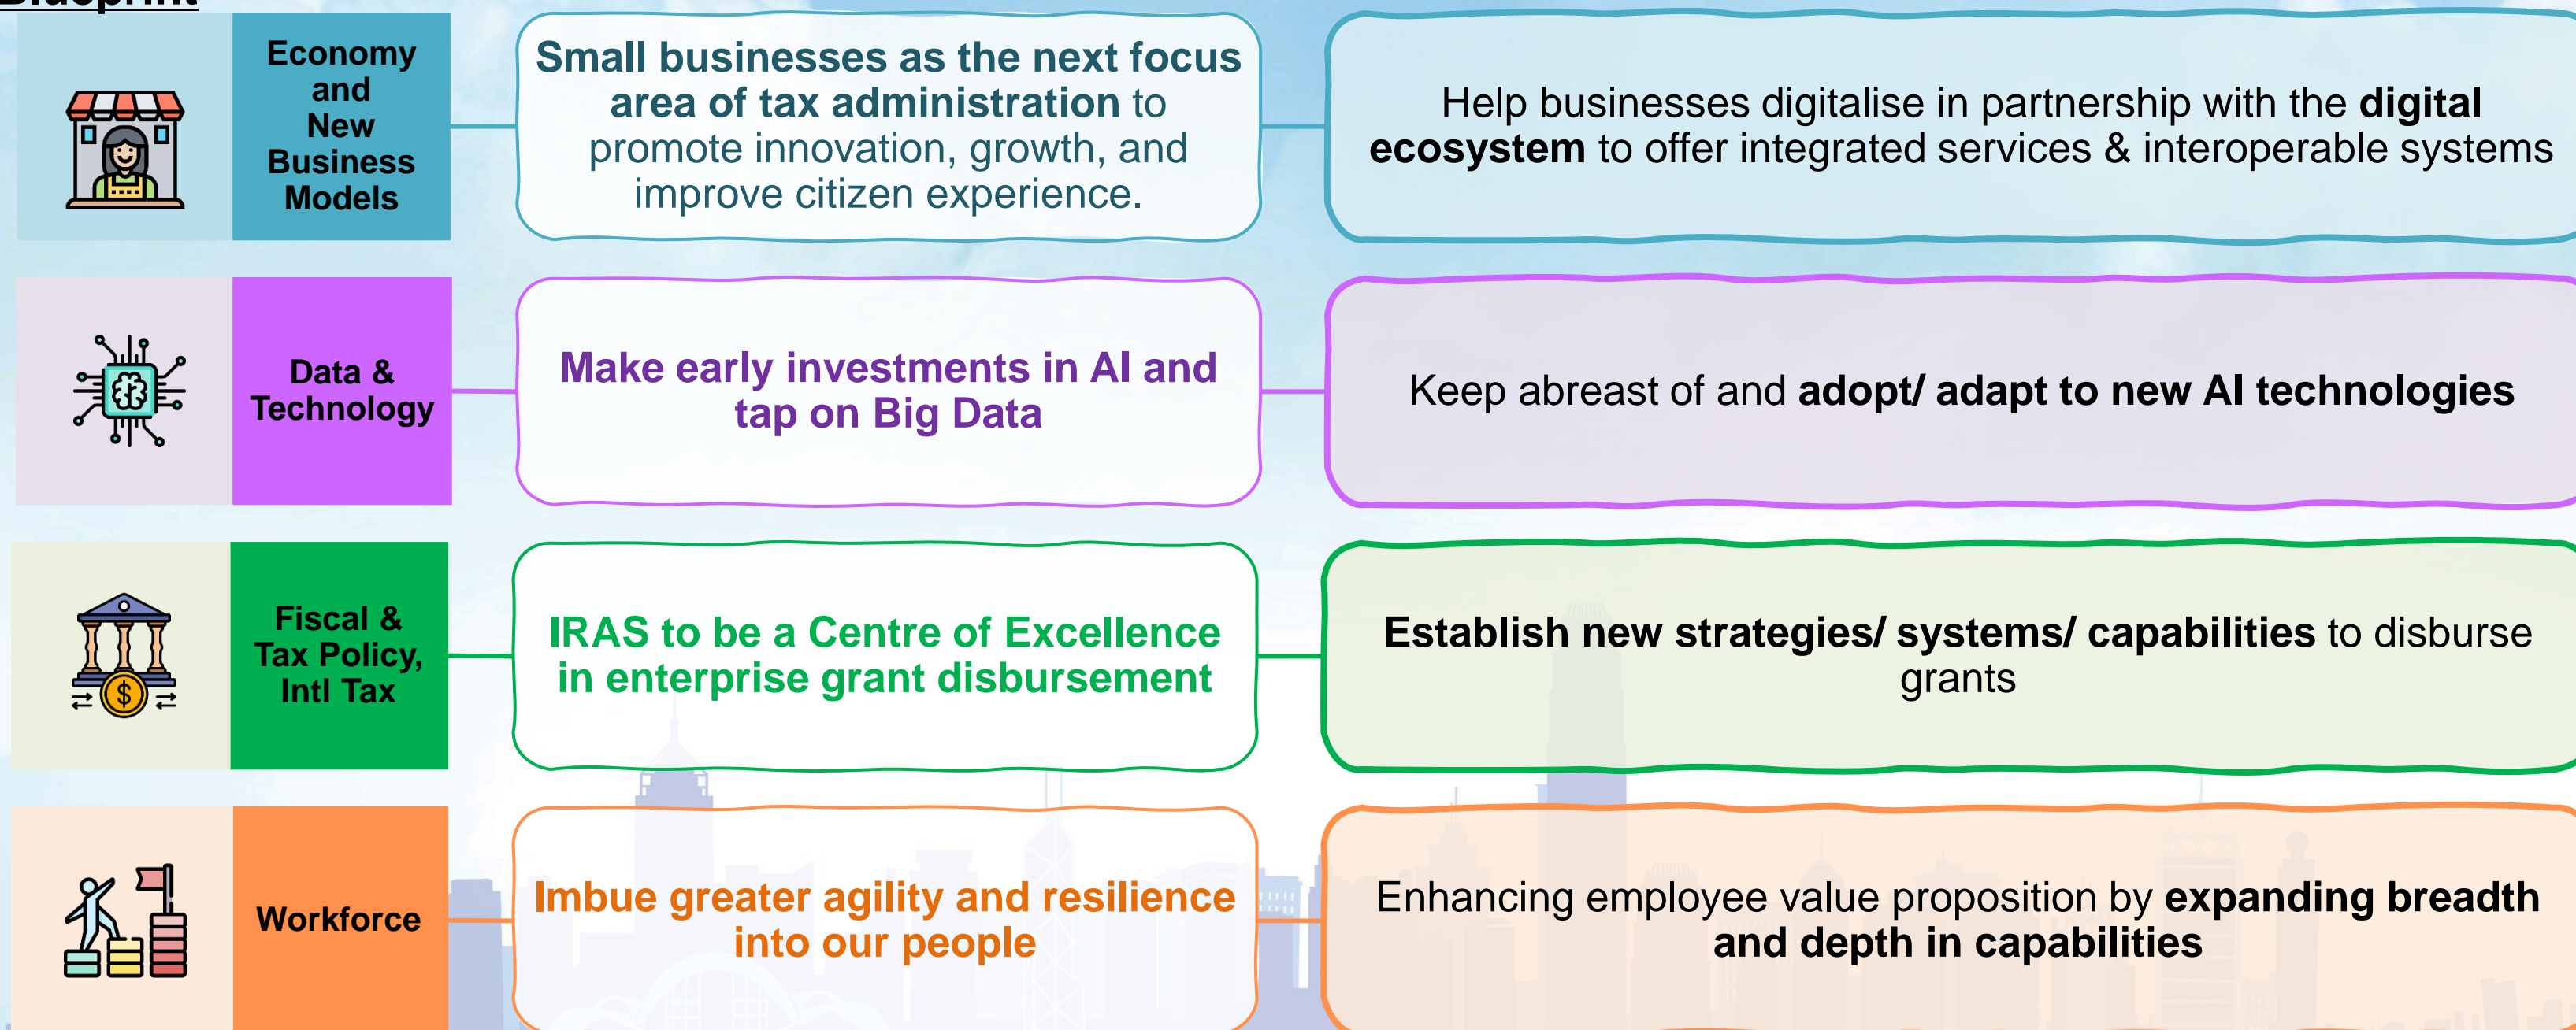 Blueprint
Economy
and
New
Business
Models
Small businesses as the next focus
area of tax administration to
promote innovation, growth, and
improve citizen experience.
Help businesses digitalise in partnership with the digital
ecosystem to offer integrated services & interoperable systems
Data &
Technology
Make early investments in AI and
tap on Big Data
Keep abreast of and adopt/ adapt to new AI technologies
Fiscal &
Tax Policy,
Intl Tax
IRAS to be a Centre of Excellence
in enterprise grant disbursement
Establish new strategies/ systems/ capabilities to disburse
grants
Workforce
Imbue greater agility and resilience
into our people
Enhancing employee value proposition by expanding breadth
and depth in capabilities